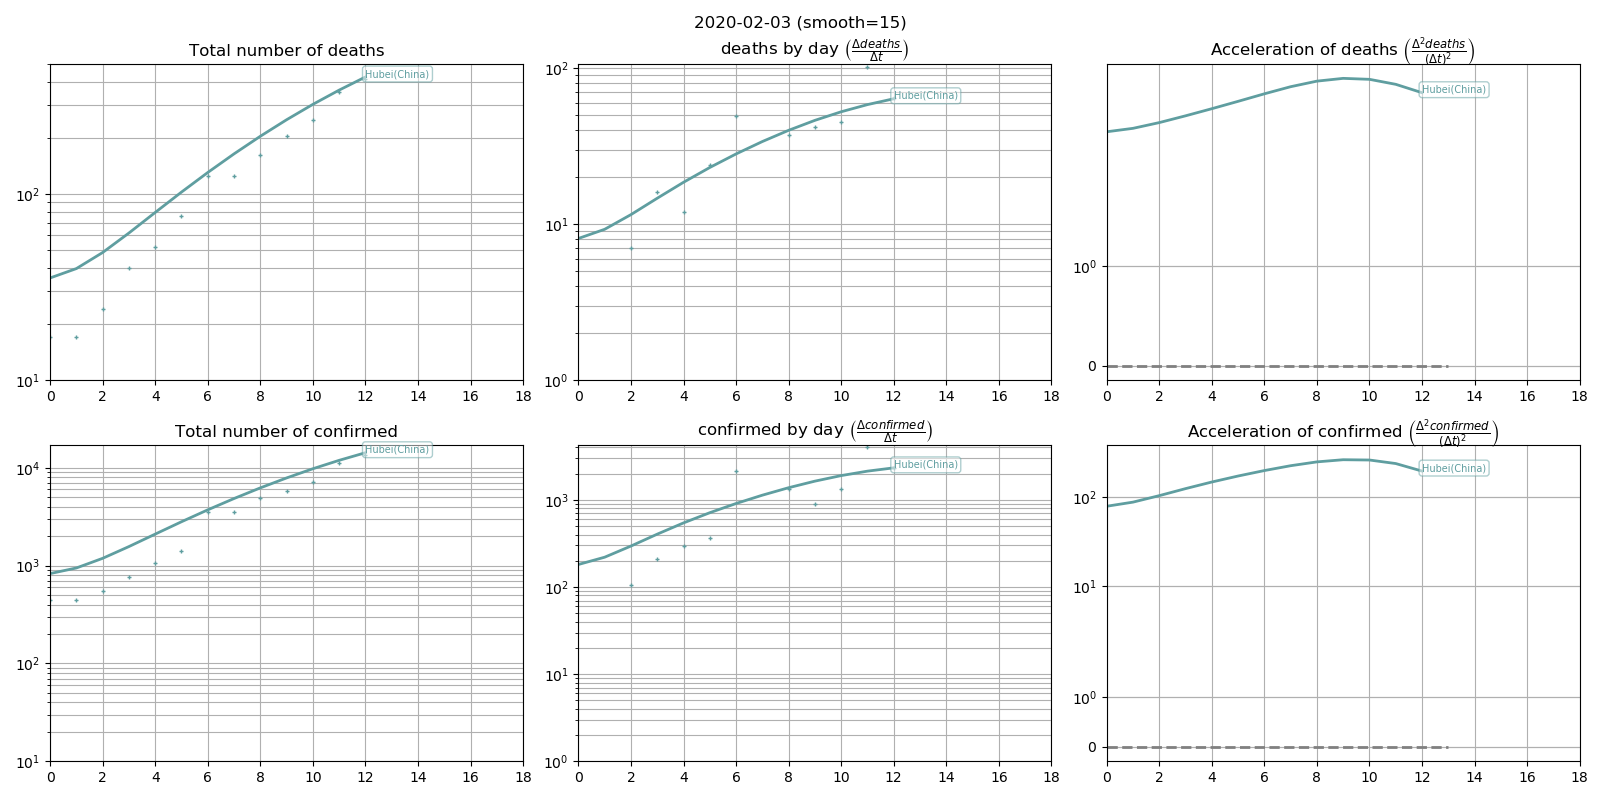 2020-02-03 (smooth=15)
Total number of deaths
10²
10¹
0 2 4 6 8 10 12 14 16 18
Hubei(China)
deaths by day (Δdeaths/Δt)
10²
10¹
10⁰
0 2 4 6 8 10 12 14 16 18
Hubei(China)
Acceleration of deaths (Δ²deaths/(Δt)²)
10⁰
0
0 2 4 6 8 10 12 14 16 18
Hubei(China)
Total number of confirmed
10⁴
10³
10²
10¹
0 2 4 6 8 10 12 14 16 18
Hubei(China)
confirmed by day (Δconfirmed/Δt)
10³
10²
10¹
10⁰
0 2 4 6 8 10 12 14 16 18
Hubei(China)
Acceleration of confirmed (Δ²confirmed/(Δt)²)
10²
10¹
10⁰
0
0 2 4 6 8 10 12 14 16 18
Hubei(China)